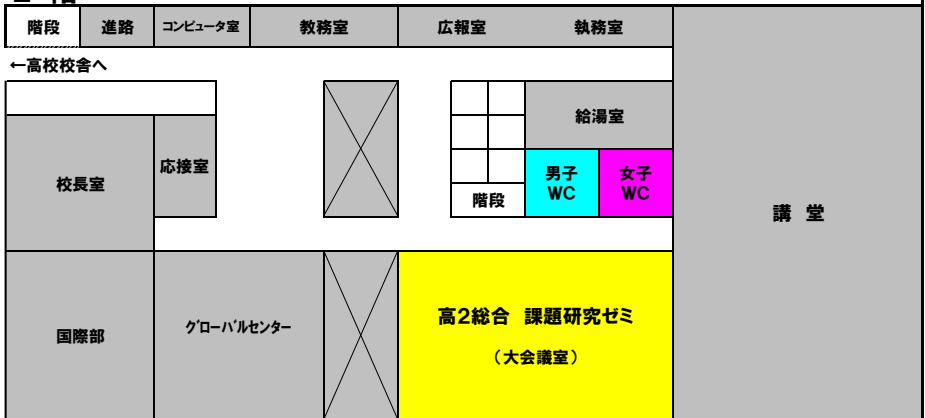 階段
進路
コンピュータ室
教務室
広報室
執務室
←高校校舎へ
給湯室
応接室
校長室
男子
WC
女子
WC
階段
講 堂
高2総合 課題研究ゼミ
(大会議室)
国際部
グローバルセンター